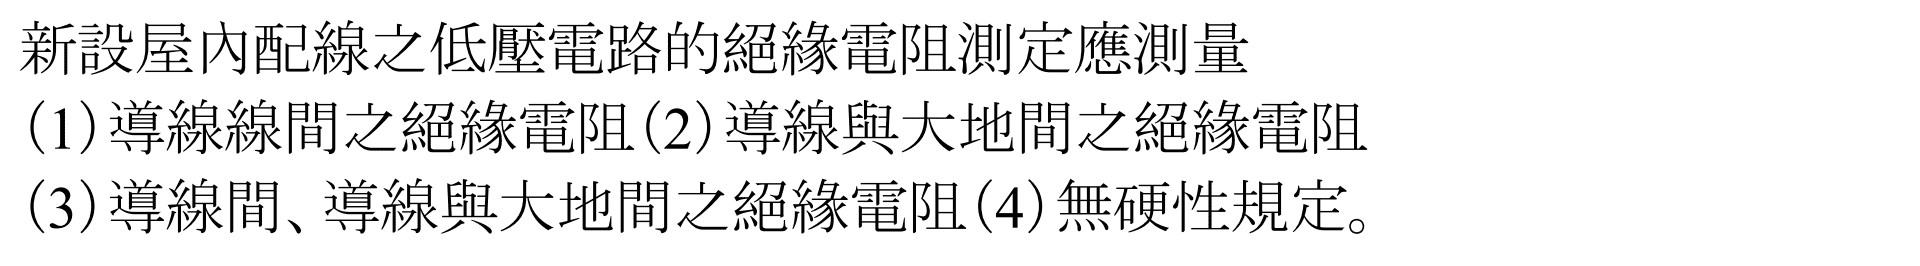 新設屋內配線之低壓電路的絕緣電阻測定應測量
(1)導線線間之絕緣電阻(2)導線與大地間之絕緣電阻
(3)導線間、導線與大地間之絕緣電阻(4)無硬性規定。